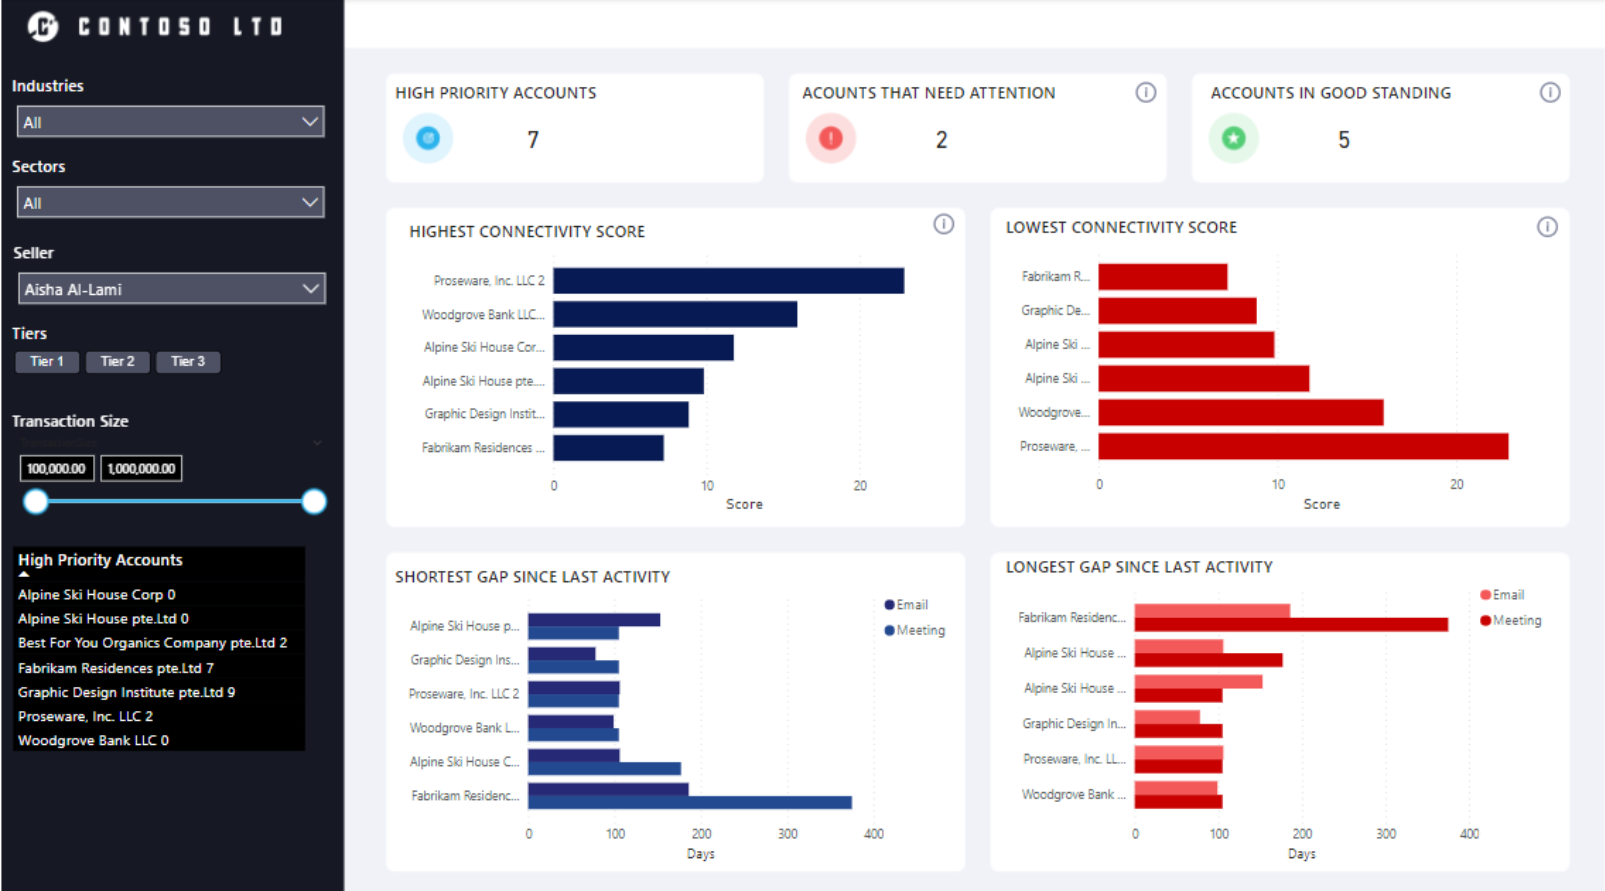 CONTOSO LTD
Industries
All
Sectors
All
Seller
Aisha Al-Lami
Tiers
Tier 1 Tier 2 Tier 3
Transaction Size
100,000.00 1,000,000.00
High Priority Accounts
Alpine Ski House Corp 0
Alpine Ski House pte.Ltd 0
Best For You Organics Company pte.Ltd 2
Fabrikam Residences pte.Ltd 7
Graphic Design Institute pte.Ltd 9
Proseware, Inc. LLC 2
Woodgrove Bank LLC 0
HIGH PRIORITY ACCOUNTS
7
ACOUNTS THAT NEED ATTENTION
2
ACCOUNTS IN GOOD STANDING
5
HIGHEST CONNECTIVITY SCORE
Proseware, Inc. LLC 2
Woodgrove Bank LLC...
Alpine Ski House Cor...
Alpine Ski House pte....
Graphic Design Instit...
Fabrikam Residences ...
0 10 20
Score
LOWEST CONNECTIVITY SCORE
Fabrikam R...
Graphic De...
Alpine Ski ...
Alpine Ski ...
Woodgrove...
Proseware, ...
0 10 20
Score
SHORTEST GAP SINCE LAST ACTIVITY
Email
Meeting
Alpine Ski House p...
Graphic Design Ins...
Proseware, Inc. LLC 2
Woodgrove Bank L...
Alpine Ski House C...
Fabrikam Residenc...
0 100 200 300 400
Days
LONGEST GAP SINCE LAST ACTIVITY
Email
Meeting
Fabrikam Residenc...
Alpine Ski House ...
Alpine Ski House ...
Graphic Design In...
Proseware, Inc. LL...
Woodgrove Bank ...
0 100 200 300 400
Days